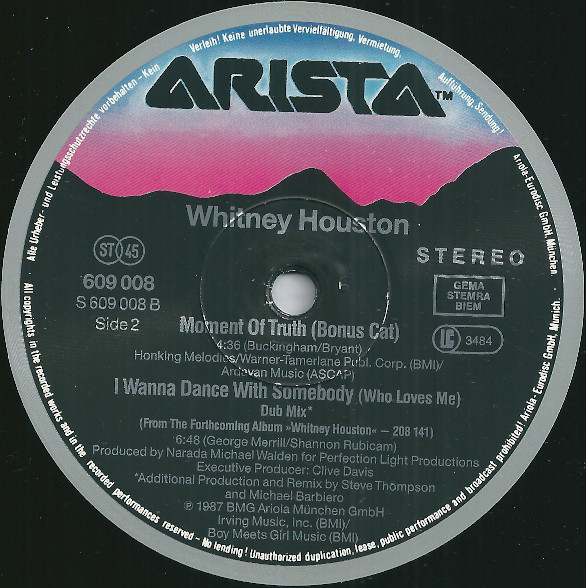 Alle Urheber- und Leistungsschutzrechte vorbehalten - Kein Verleih! Keine unerlaubte Vervielfältigung, Vermietung, Aufführung, Sendung!
ARISTA™
Whitney Houston
ST 45
STEREO
609 008
S 609 008 B
Side 2
GEMA
STEMRA
BIEM
LF 3484
Moment Of Truth (Bonus Cat)
4:36 (Buckingham/Bryant)
Honking Melodies/Warner-Tamerlane Publ. Corp. (BMI)/
Ardavan Music (ASCAP)
I Wanna Dance With Somebody (Who Loves Me)
Dub Mix*
(From The Forthcoming Album »Whitney Houston« – 208 141)
6:48 (George Merrill/Shannon Rubicam)
Produced by Narada Michael Walden for Perfection Light Productions
Executive Producer: Clive Davis
*Additional Production and Remix by Steve Thompson
and Michael Barbiero
℗ 1987 BMG Ariola München GmbH
Irving Music, Inc. (BMI)/
Boy Meets Girl Music (BMI)
All copyrights in the recorded works and in the recorded performances reserved - No lending! Unauthorized duplication, lease, public performance and broadcast prohibited! Ariola - Eurodisc GmbH, Munich.
Ariola-Eurodisc GmbH, München